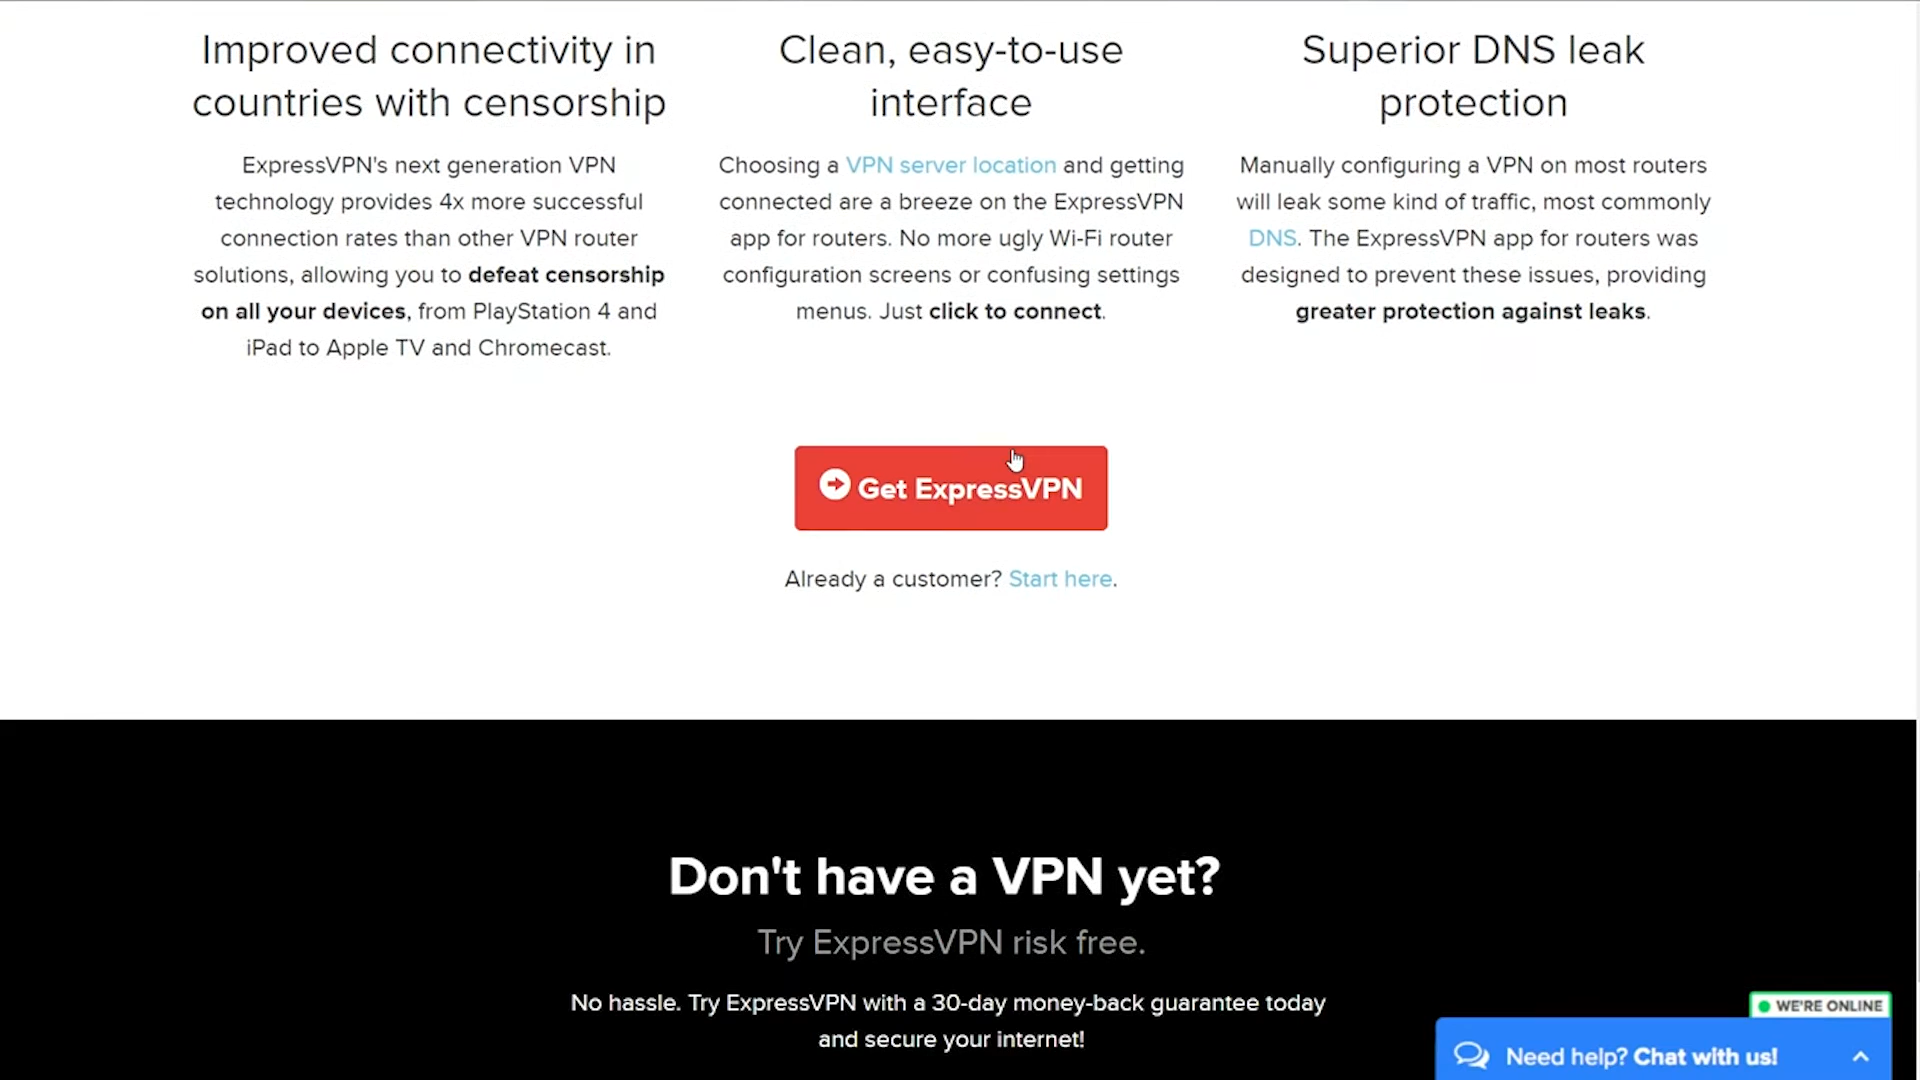 Improved connectivity in
countries with censorship
ExpressVPN's next generation VPN
technology provides 4x more successful
connection rates than other VPN router
solutions, allowing you to defeat censorship
on all your devices, from PlayStation 4 and
iPad to Apple TV and Chromecast.
Clean, easy-to-use
interface
Choosing a VPN server location and getting
connected are a breeze on the ExpressVPN
app for routers. No more ugly Wi-Fi router
configuration screens or confusing settings
menus. Just click to connect.
Superior DNS leak
protection
Manually configuring a VPN on most routers
will leak some kind of traffic, most commonly
DNS. The ExpressVPN app for routers was
designed to prevent these issues, providing
greater protection against leaks.
Get ExpressVPN
Already a customer? Start here.
Don't have a VPN yet?
Try ExpressVPN risk free.
No hassle. Try ExpressVPN with a 30-day money-back guarantee today
and secure your internet!
WE'RE ONLINE
Need help? Chat with us!